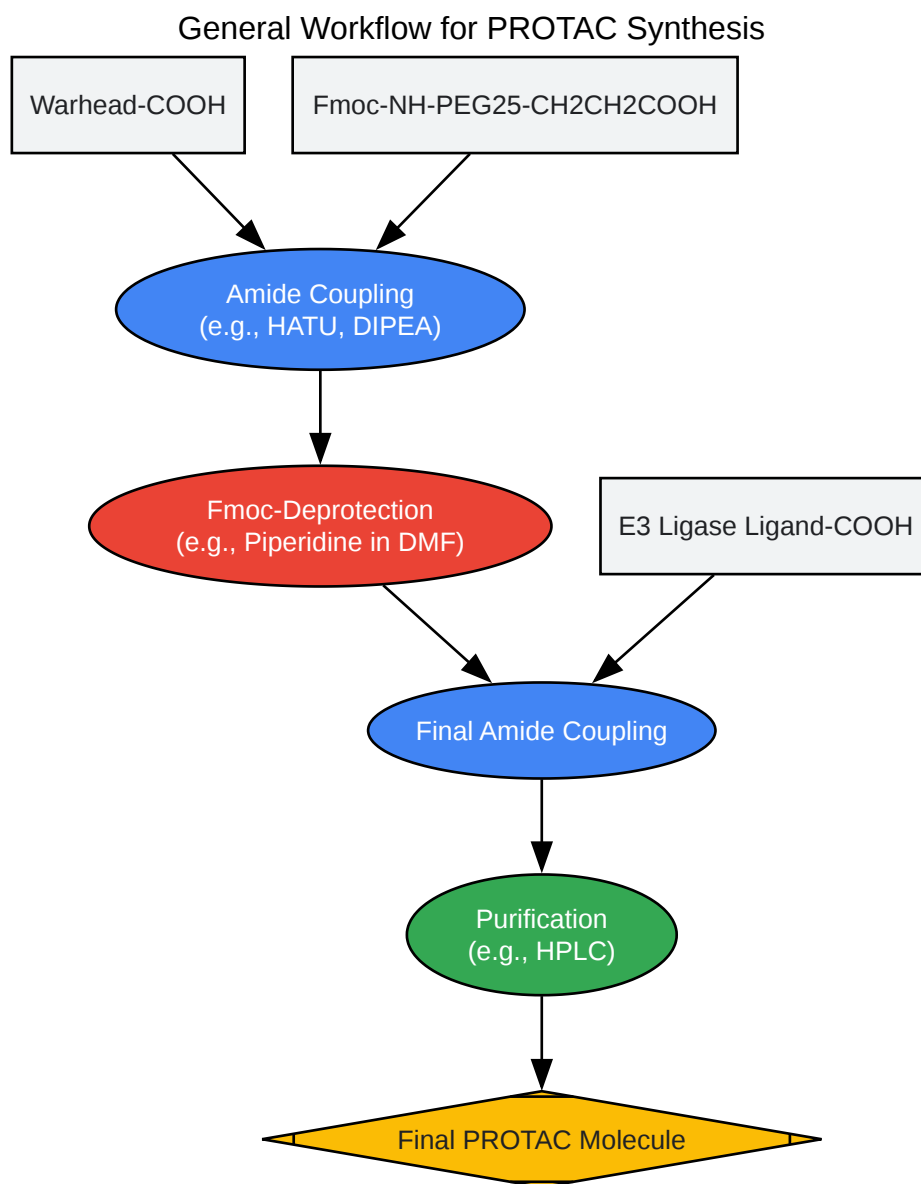 General Workflow for PROTAC Synthesis
Warhead-COOH
Fmoc-NH-PEG25-CH2CH2COOH
Amide Coupling
(e.g., HATU, DIPEA)
Fmoc-Deprotection
(e.g., Piperidine in DMF)
E3 Ligase Ligand-COOH
Final Amide Coupling
Purification
(e.g., HPLC)
Final PROTAC Molecule